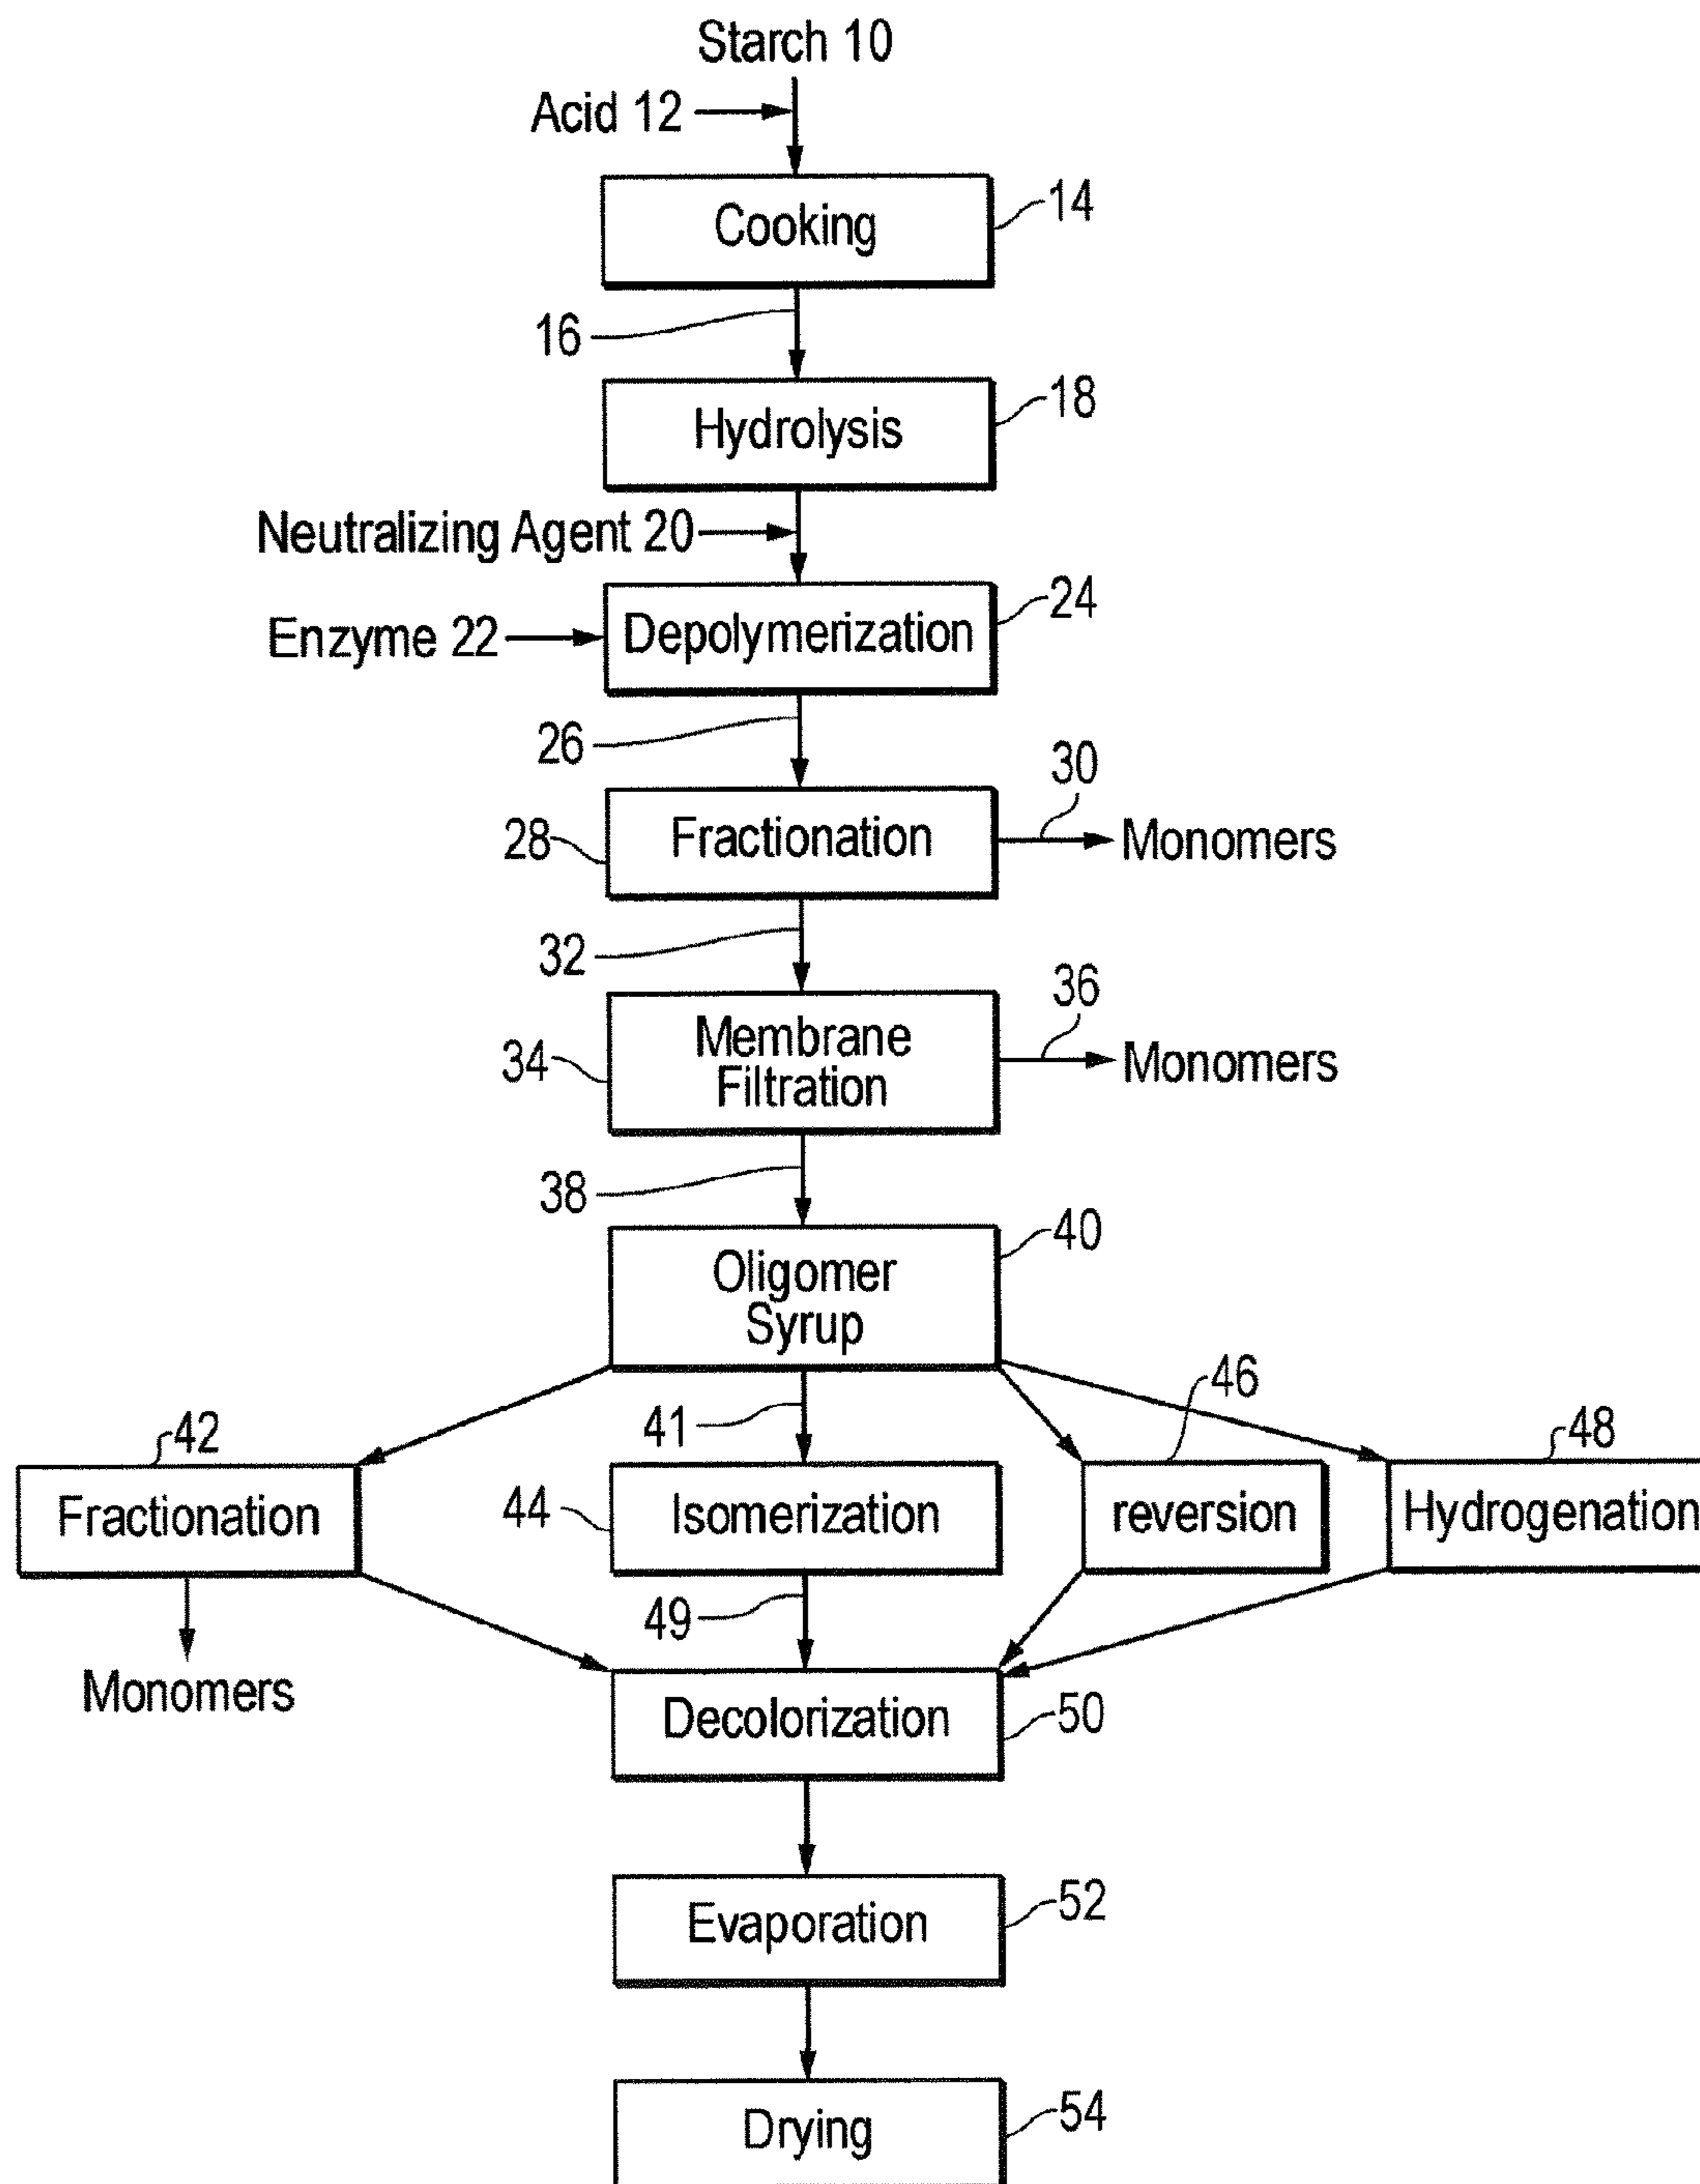 Starch 10
Acid 12
Cooking
14
16
Hydrolysis
18
Neutralizing Agent 20
Enzyme 22
Depolymerization
24
26
28
Fractionation
30
Monomers
32
34
Membrane
Filtration
36
Monomers
38
Oligomer
Syrup
40
42
41
46
48
Fractionation
44
Isomerization
reversion
Hydrogenation
49
Monomers
Decolorization
50
Evaporation
52
Drying
54